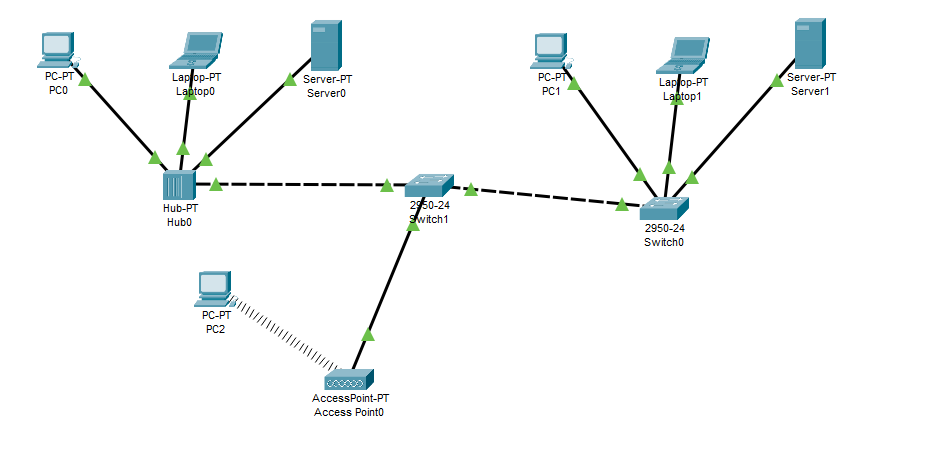 PC-PT
PC0
Laptop-PT
Laptop0
Server-PT
Server0
PC-PT
PC1
Laptop-PT
Laptop1
Server-PT
Server1
Hub-PT
Hub0
2950-24
Switch1
2950-24
Switch0
PC-PT
PC2
AccessPoint-PT
Access Point0